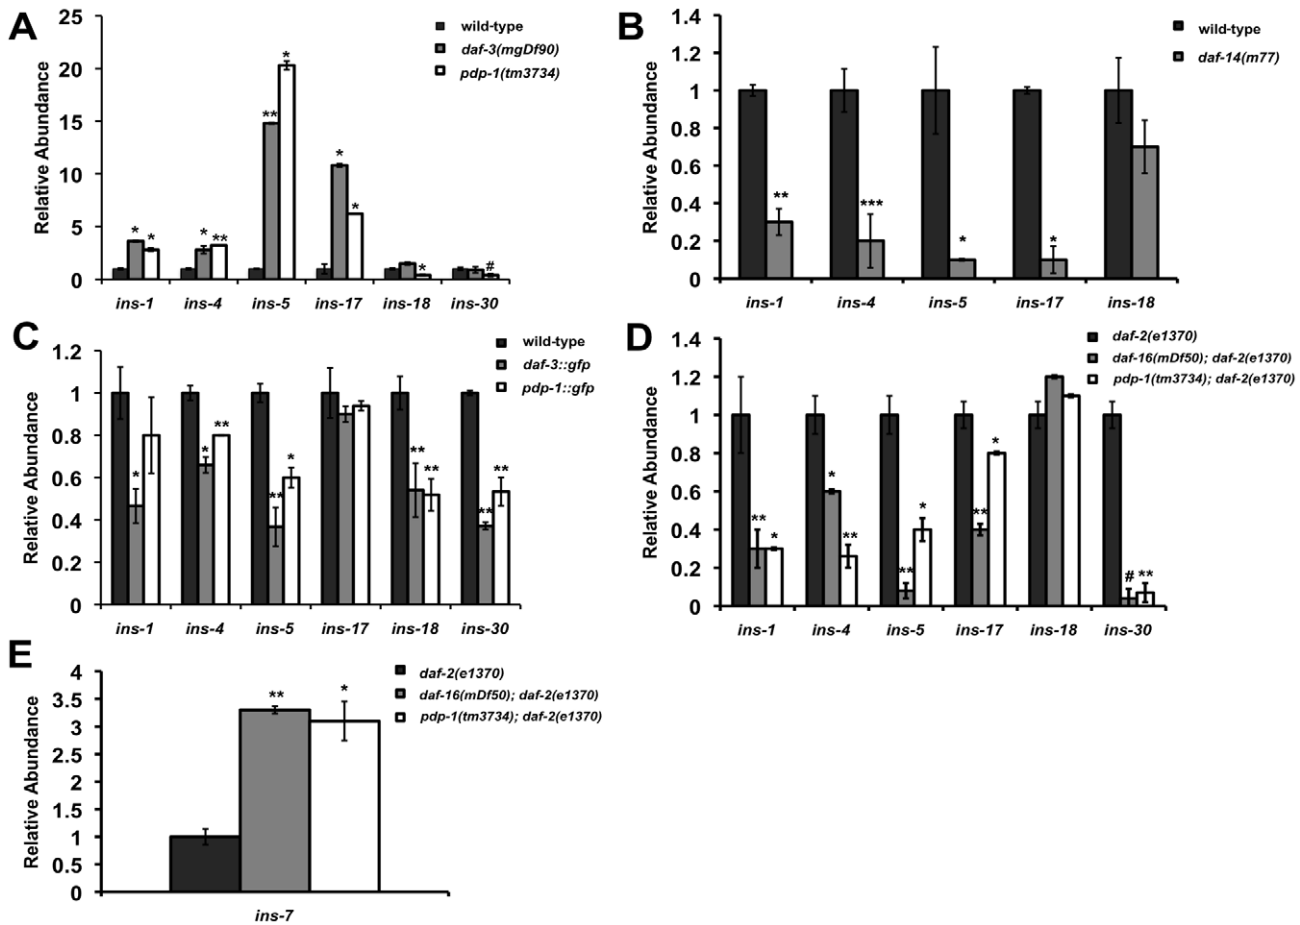 A
Relative Abundance
25
20
15
10
5
0
wild-type
daf-3(mgDf90)
pdp-1(tm3734)
* * * ** ** * * * * #
ins-1 ins-4 ins-5 ins-17 ins-18 ins-30
B
Relative Abundance
1.4
1.2
1
0.8
0.6
0.4
0.2
0
wild-type
daf-14(m77)
** *** * *
ins-1 ins-4 ins-5 ins-17 ins-18
C
Relative Abundance
1.2
1
0.8
0.6
0.4
0.2
0
wild-type
daf-3::gfp
pdp-1::gfp
* * ** ** * ** ** ** **
ins-1 ins-4 ins-5 ins-17 ins-18 ins-30
D
Relative Abundance
1.4
1.2
1
0.8
0.6
0.4
0.2
0
daf-2(e1370)
daf-16(mDf50); daf-2(e1370)
pdp-1(tm3734); daf-2(e1370)
** * * ** ** * ** * # **
ins-1 ins-4 ins-5 ins-17 ins-18 ins-30
E
Relative Abundance
4
3.5
3
2.5
2
1.5
1
0.5
0
daf-2(e1370)
daf-16(mDf50); daf-2(e1370)
pdp-1(tm3734); daf-2(e1370)
** *
ins-7